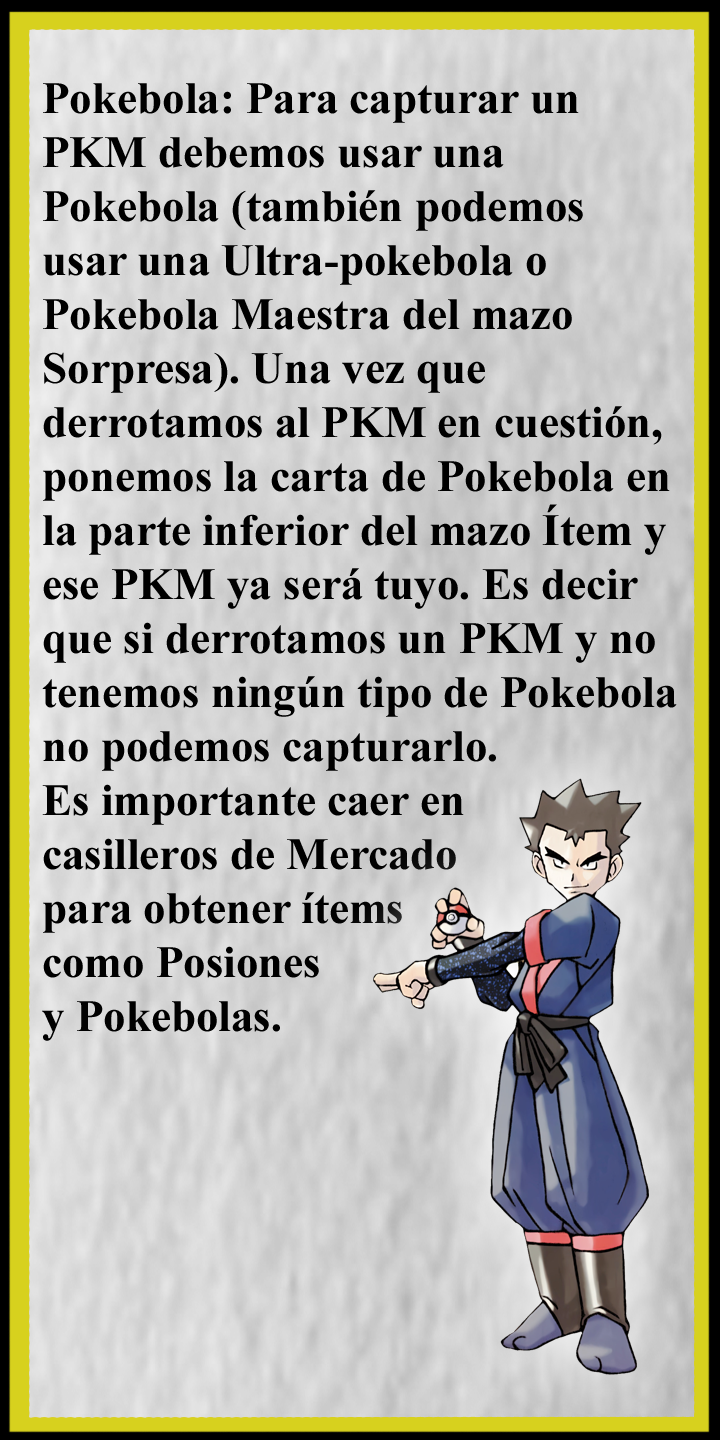 Pokebola: Para capturar un
PKM debemos usar una
Pokebola (también podemos
usar una Ultra-pokebola o
Pokebola Maestra del mazo
Sorpresa). Una vez que
derrotamos al PKM en cuestión,
ponemos la carta de Pokebola en
la parte inferior del mazo Ítem y
ese PKM ya será tuyo. Es decir
que si derrotamos un PKM y no
tenemos ningún tipo de Pokebola
no podemos capturarlo.
Es importante caer en
casilleros de Mercado
para obtener ítems
como Posiones
y Pokebolas.